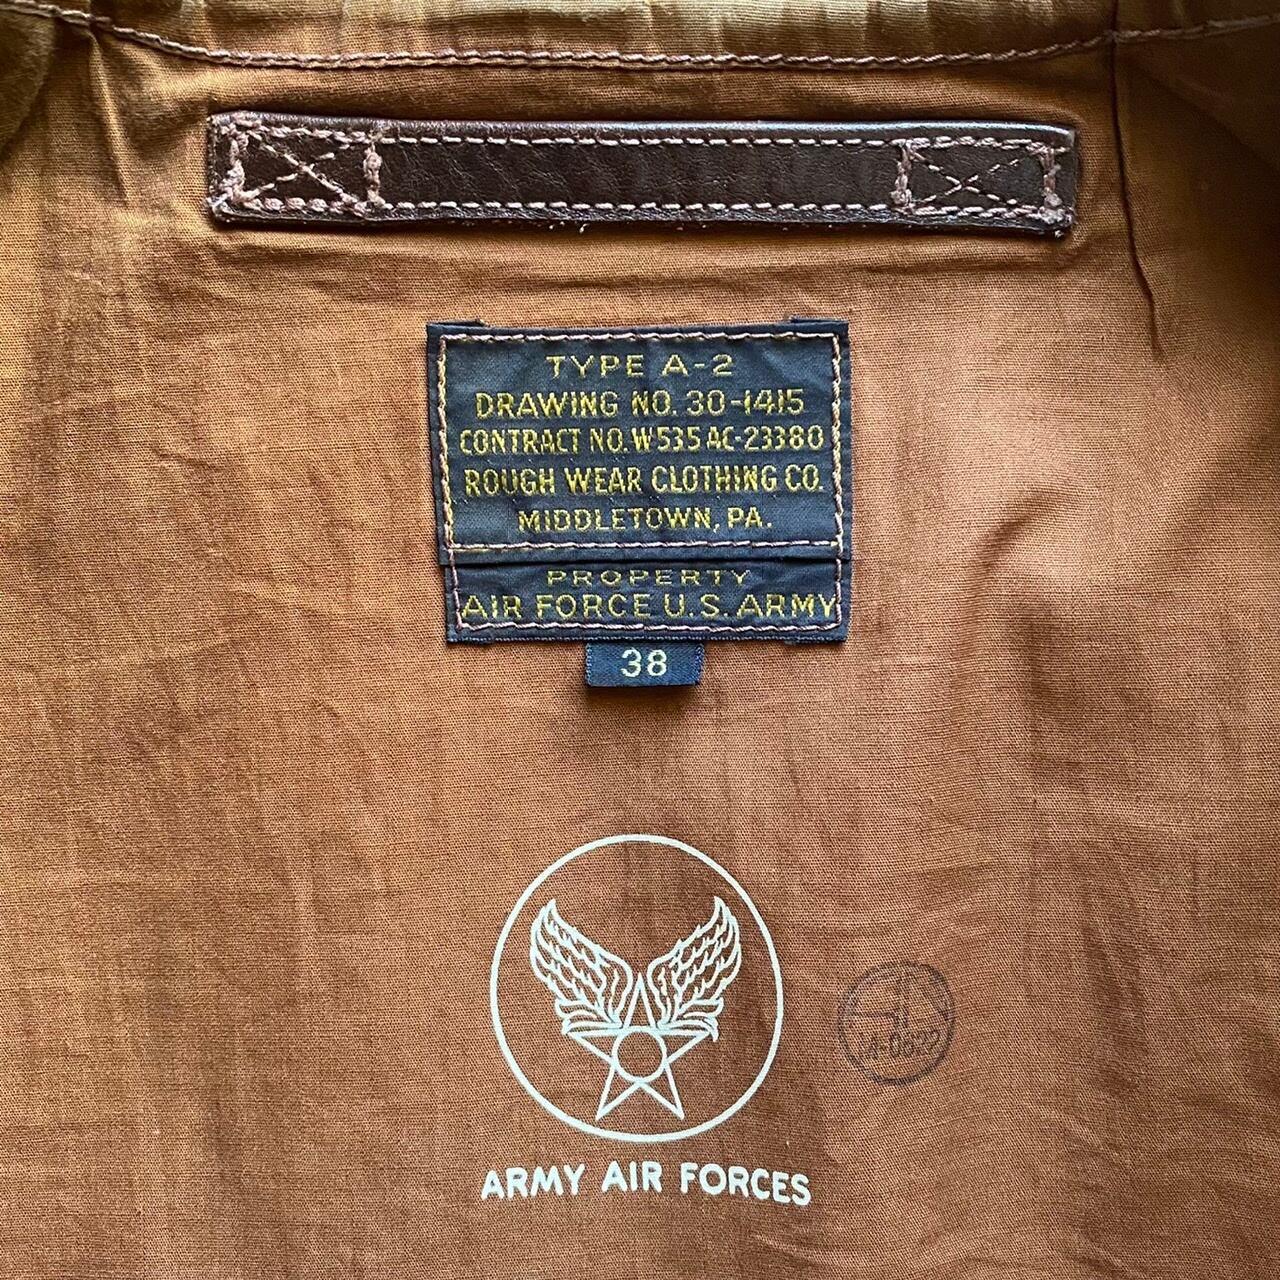 TYPE A-2
DRAWING NO. 30-1415
CONTRACT NO. W535 AC-23380
ROUGH WEAR CLOTHING CO.
MIDDLETOWN, PA.
PROPERTY
AIR FORCE U.S. ARMY
38
ARMY AIR FORCES